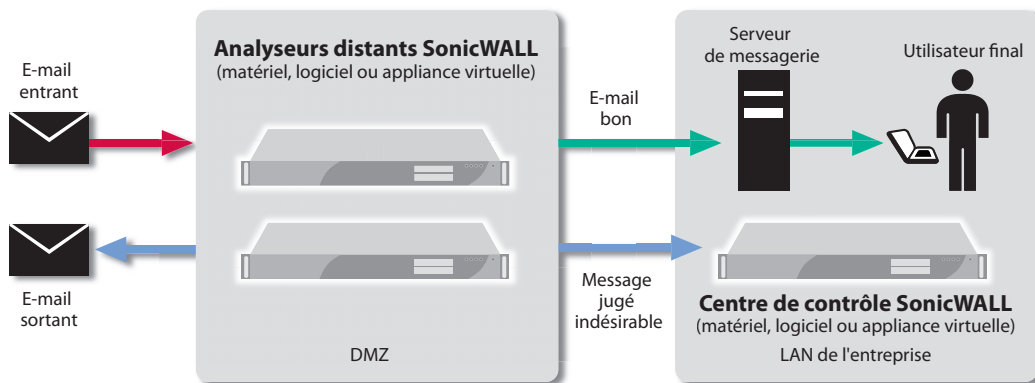 E-mail
entrant
Analyseurs distants SonicWALL
(matériel, logiciel ou appliance virtuelle)
E-mail
bon
Serveur
de messagerie
Utilisateur final
E-mail
sortant
DMZ
Message
jugé
indésirable
Centre de contrôle SonicWALL
(matériel, logiciel ou appliance virtuelle)
LAN de l'entreprise